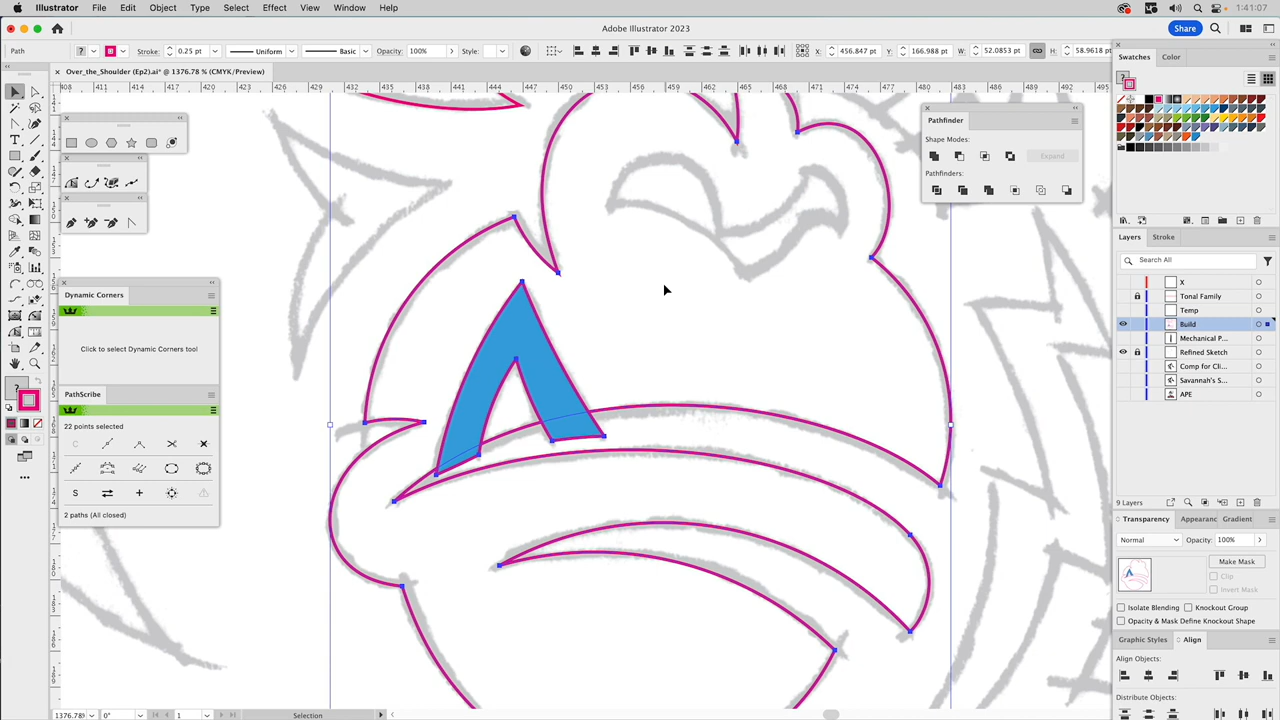 Illustrator File Edit Object Type Select Effect View Window Help 1:41:07
Adobe Illustrator 2023 Share
Path Stroke: 0.25 pt Uniform Basic Opacity: 100% Style: X: 456.847 pt Y: 166.988 pt W: 52.0853 pt H: 58.9618 pt
Over_the_Shoulder (Ep2).ai* @ 1376.78 % (CMYK/Preview)
Swatches Color
Pathfinder
Shape Modes:
Expand
Pathfinders:
Dynamic Corners
Click to select Dynamic Corners tool
PathScribe
22 points selected
2 paths (All closed)
Layers Stroke
Search All
X
Tonal Family
Temp
Build
Mechanical P...
Refined Sketch
Comp for Cli...
Savannah's S...
APE
9 Layers
Transparency Appearanc Gradient
Normal Opacity: 100%
Make Mask
Clip
Invert Mask
Isolate Blending Knockout Group
Opacity & Mask Define Knockout Shape
Graphic Styles Align
Align Objects:
Distribute Objects:
1376.78% 0° 1 Selection